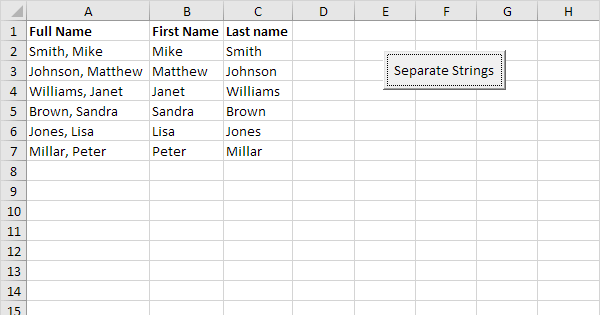 A B C D E F G H
1 Full Name First Name Last name
2 Smith, Mike Mike Smith
3 Johnson, Matthew Matthew Johnson Separate Strings
4 Williams, Janet Janet Williams
5 Brown, Sandra Sandra Brown
6 Jones, Lisa Lisa Jones
7 Millar, Peter Peter Millar
8
9
10
11
12
13
14
15